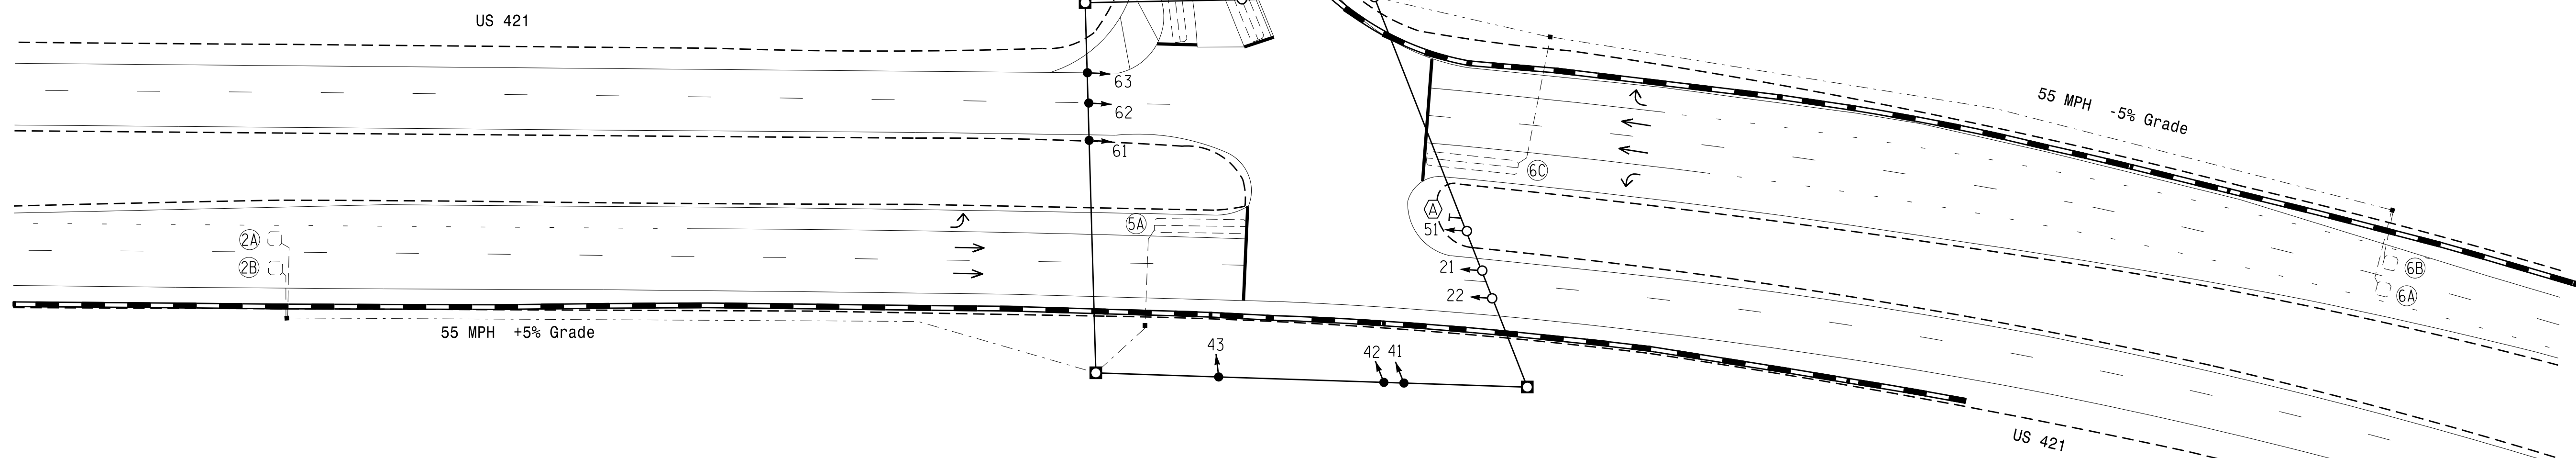 US 421
63
62
61
55 MPH -5% Grade
6C
A
51
5A
2A
2B
21
22
6B
6A
55 MPH +5% Grade
43
42 41
US 421